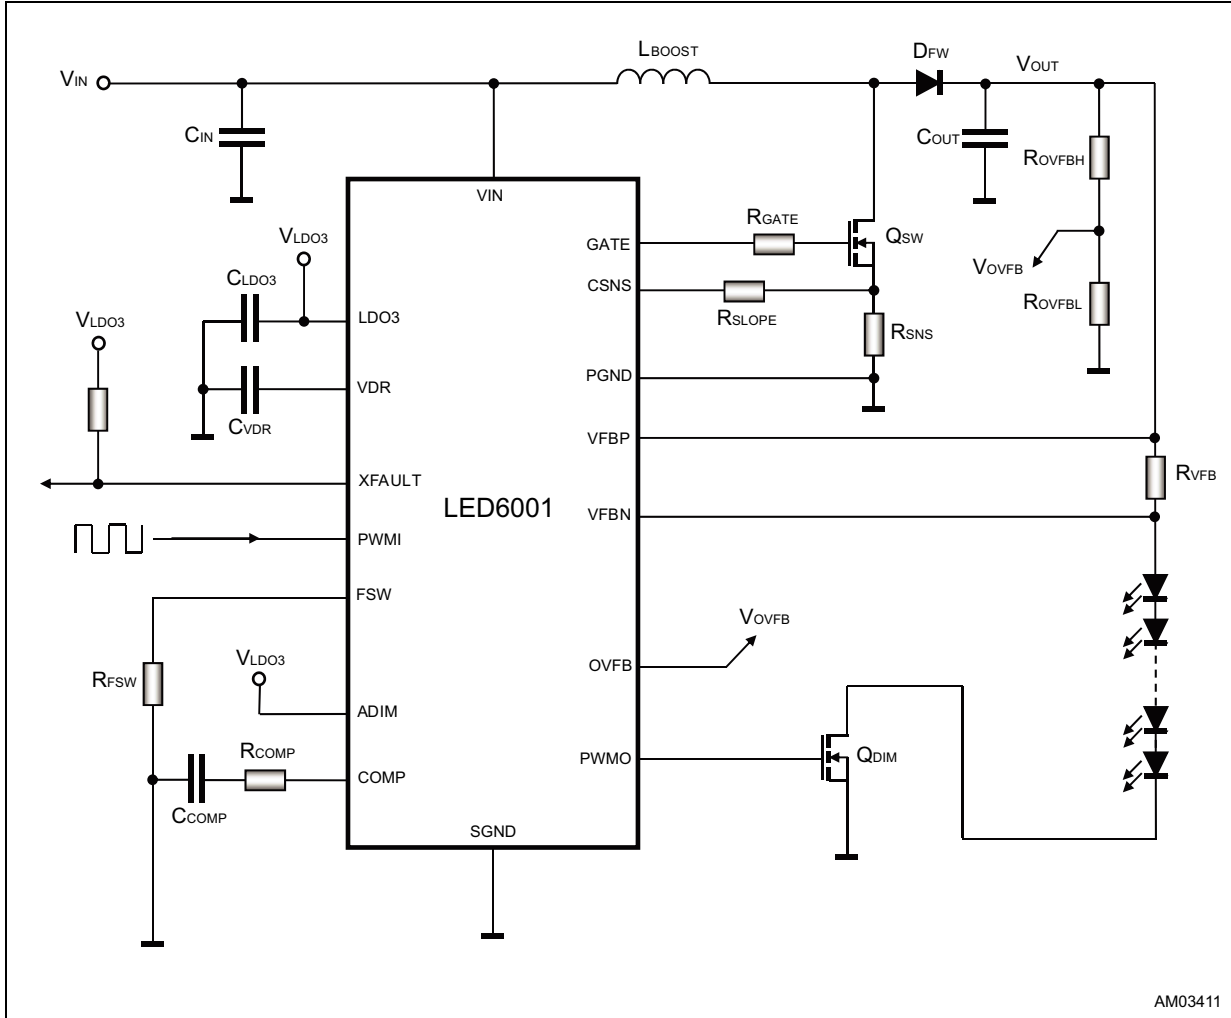 LBOOST
DFW
VOUT
VIN
CIN
COUT
ROVFBH
VIN
RGATE
QSW
GATE
VLDO3
CLDO3
CSNS
VOVFB
ROVFBL
RSLOPE
VLDO3
LDO3
RSNS
PGND
VDR
CVDR
VFBP
RVFB
XFAULT
LED6001
VFBN
PWMI
FSW
VOVFB
VLDO3
OVFB
RFSW
ADIM
RCOMP
PWMO
QDIM
COMP
CCOMP
SGND
AM03411